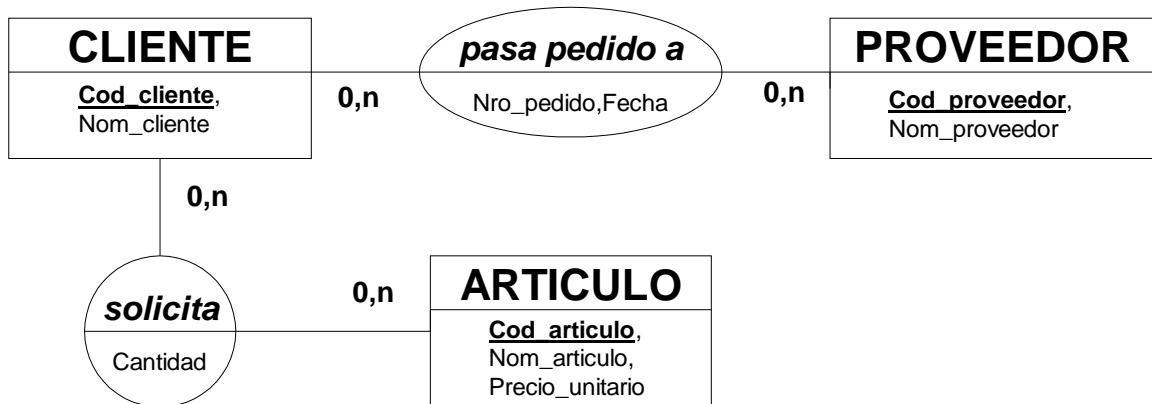 CLIENTE
Cod_cliente,
Nom_cliente
0,n
pasa pedido a
Nro_pedido,Fecha
0,n
PROVEEDOR
Cod_proveedor,
Nom_proveedor
0,n
solicita
Cantidad
0,n
ARTICULO
Cod_articulo,
Nom_articulo,
Precio_unitario